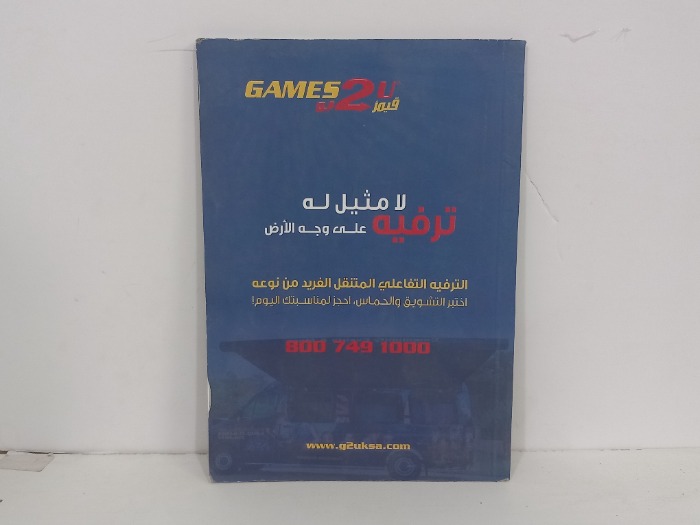 GAMES2U
قيمز تو يو
لا مثيل له
ترفيه على وجه الأرض
الترفيه التفاعلي المتنقل الفريد من نوعه
اختبر التشويق والحماس، احجز لمناسبتك اليوم!
800 749 1000
www.g2uksa.com